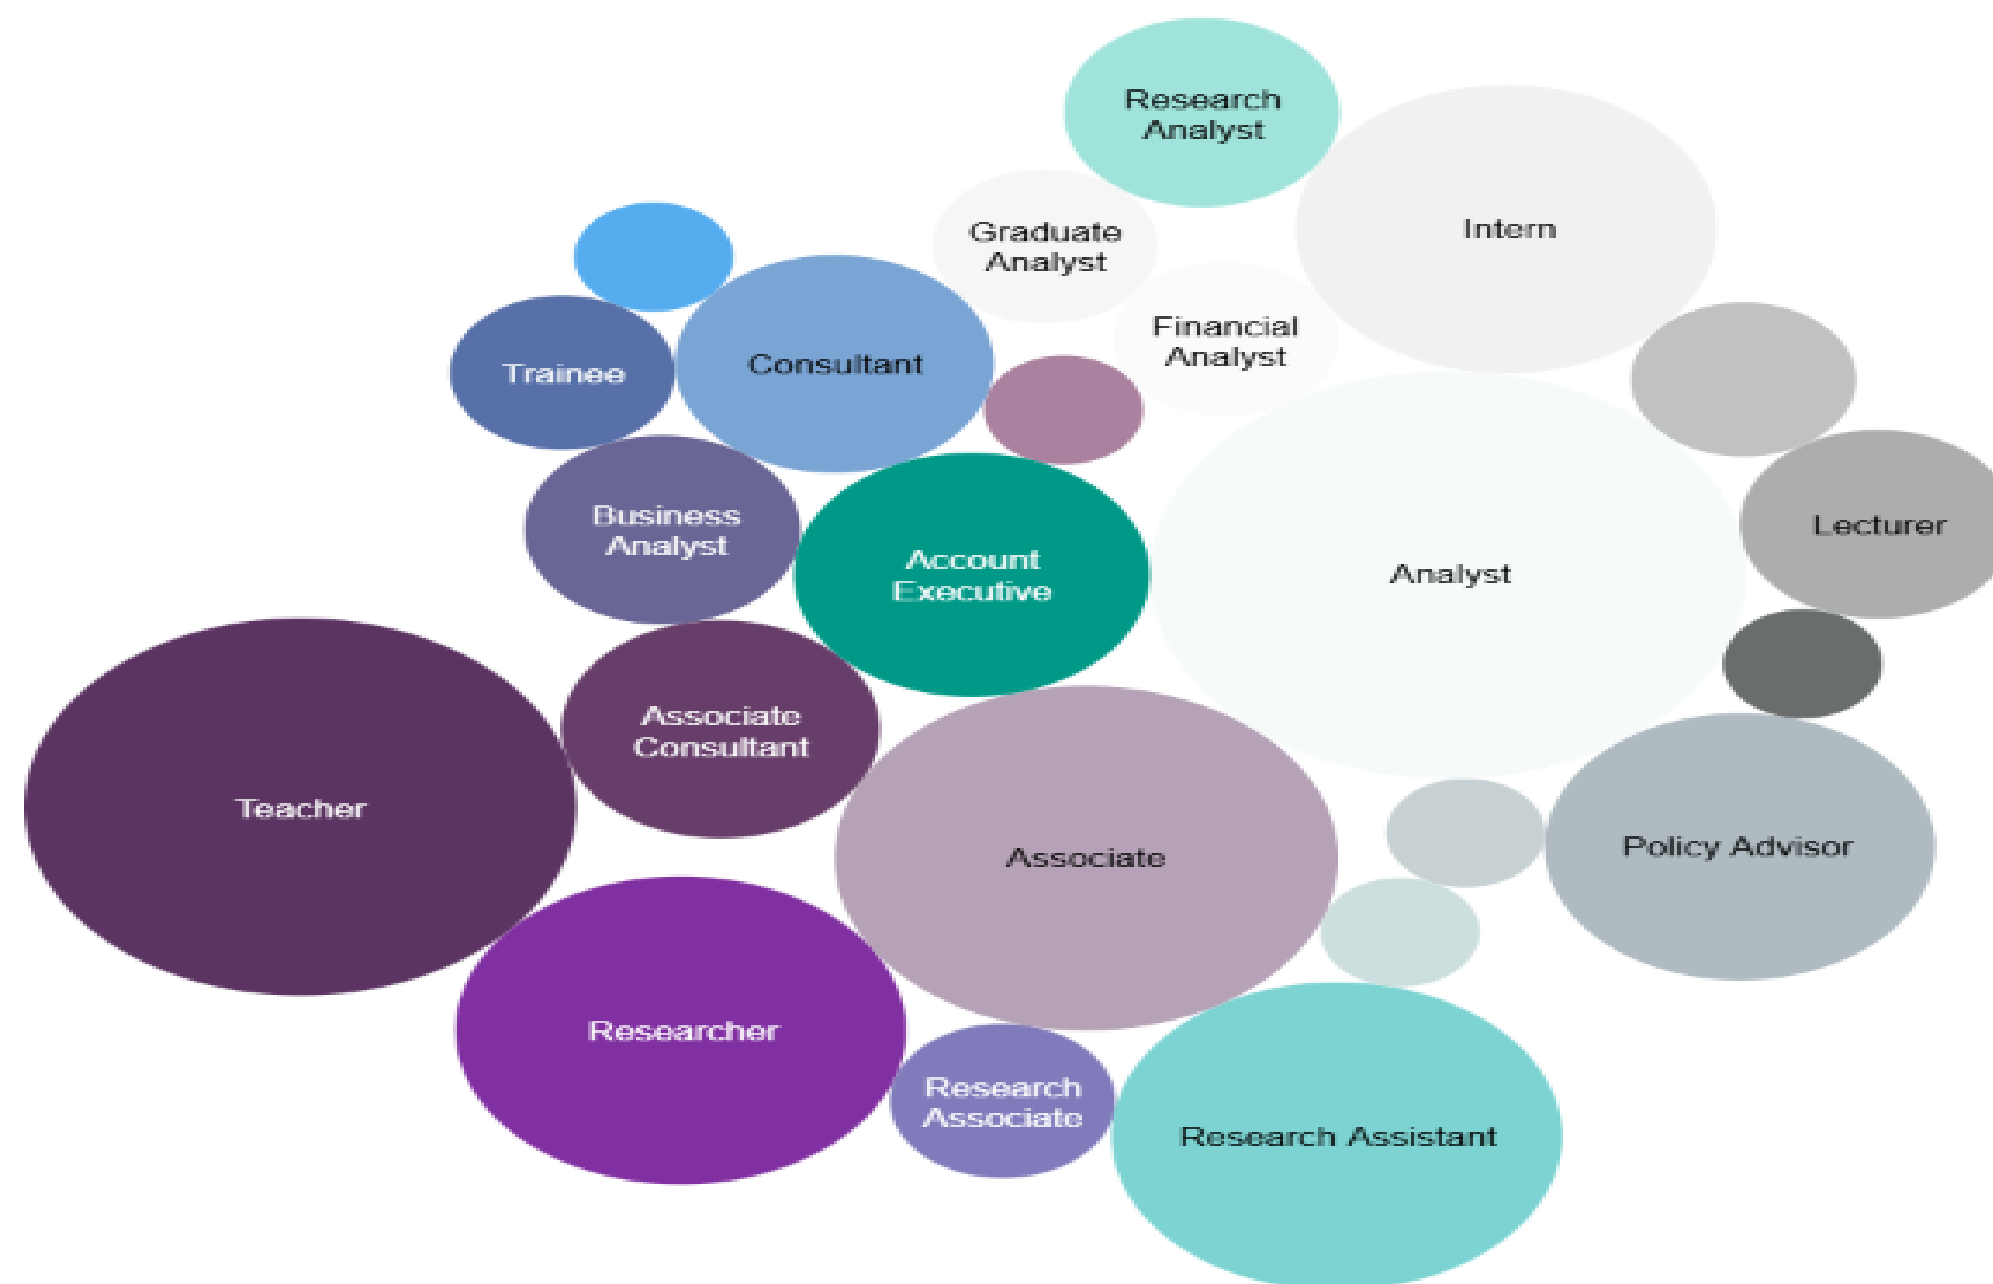 Research
Analyst
Intern
Graduate
Analyst
Financial
Analyst
Consultant
Trainee
Business
Analyst
Account
Executive
Analyst
Lecturer
Associate
Consultant
Teacher
Associate
Policy Advisor
Researcher
Research
Associate
Research Assistant